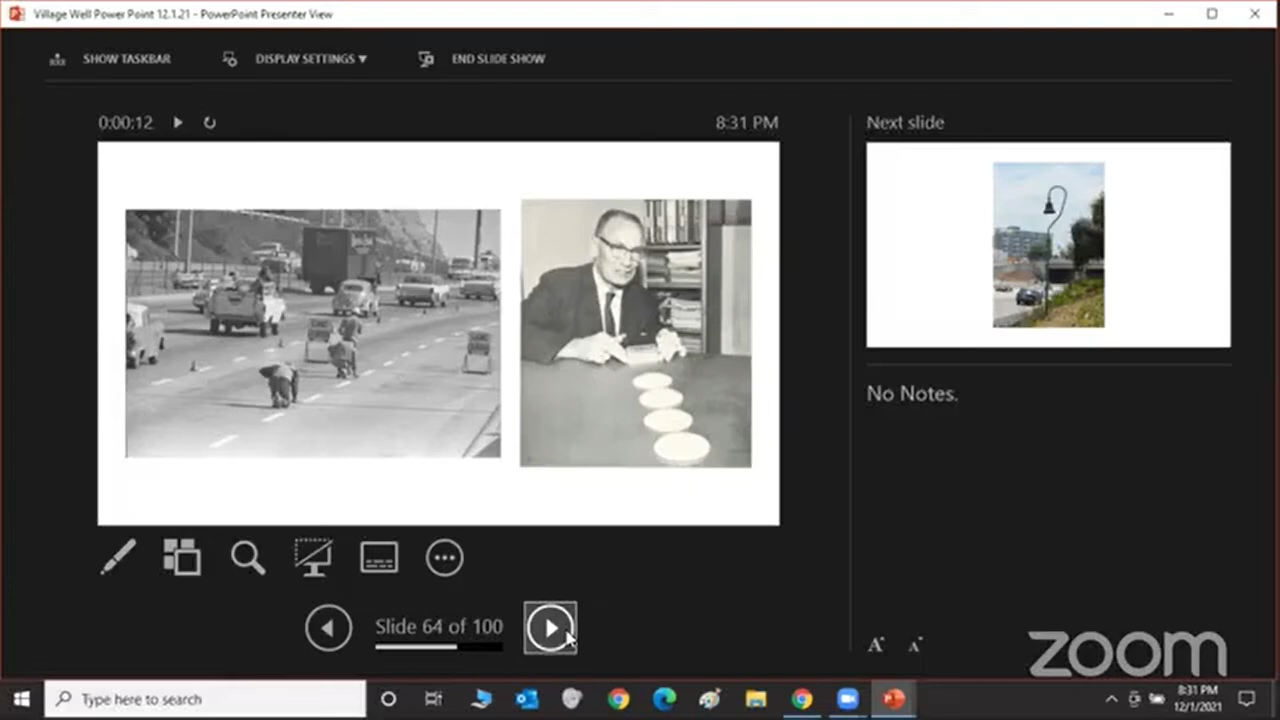 Village Well Power Point 12.1.21 - PowerPoint Presenter View
SHOW TASKBAR
DISPLAY SETTINGS ▼
END SLIDE SHOW
0:00:12
8:31 PM
Next slide
No Notes.
Slide 64 of 100
A A
zoom
Type here to search
8:31 PM
12/1/2021